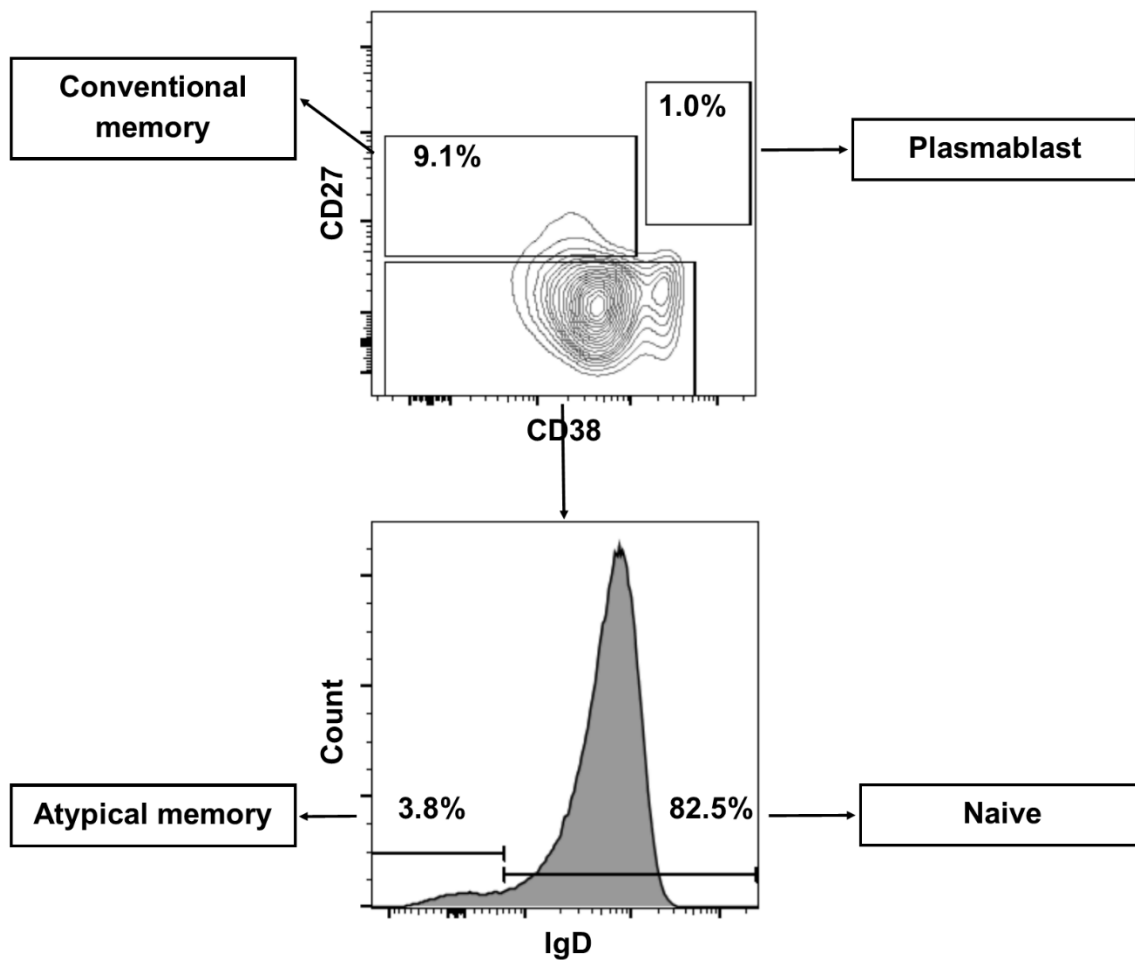 Conventional
memory
9.1%
1.0%
Plasmablast
CD27
CD38
Count
Atypical memory
3.8%
82.5%
Naive
IgD